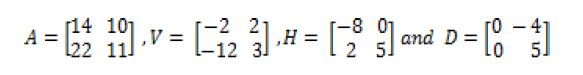 A = [14 10 22 11] , V = [−2 2 −12 3] , H = [−8 0 2 5] and D = [0 −4 0 5]